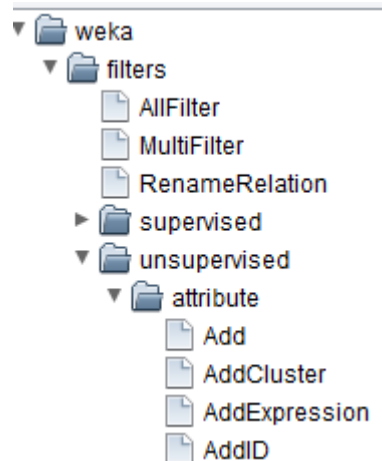 weka
filters
AllFilter
MultiFilter
RenameRelation
supervised
unsupervised
attribute
Add
AddCluster
AddExpression
AddID